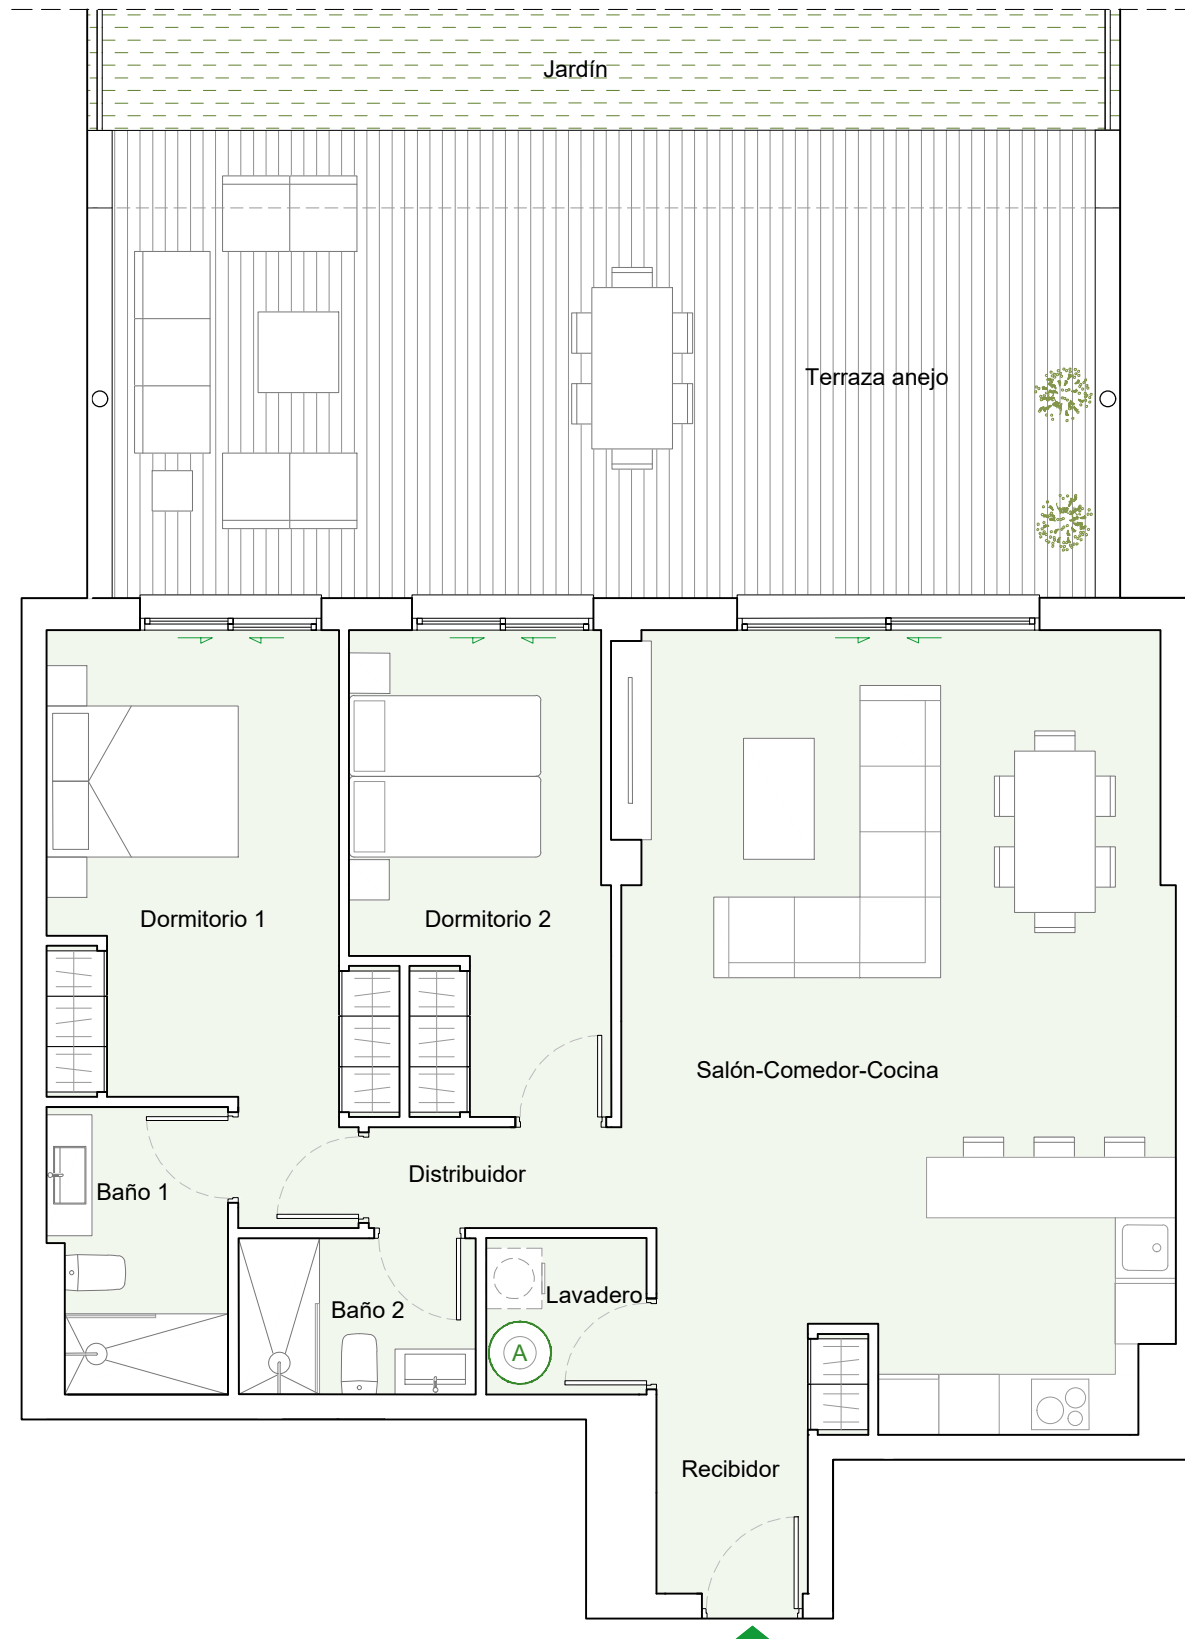 Jardín
Terraza anejo
Dormitorio 1
Dormitorio 2
Salón-Comedor-Cocina
Distribuidor
Baño 1
Lavadero
Baño 2
A
Recibidor